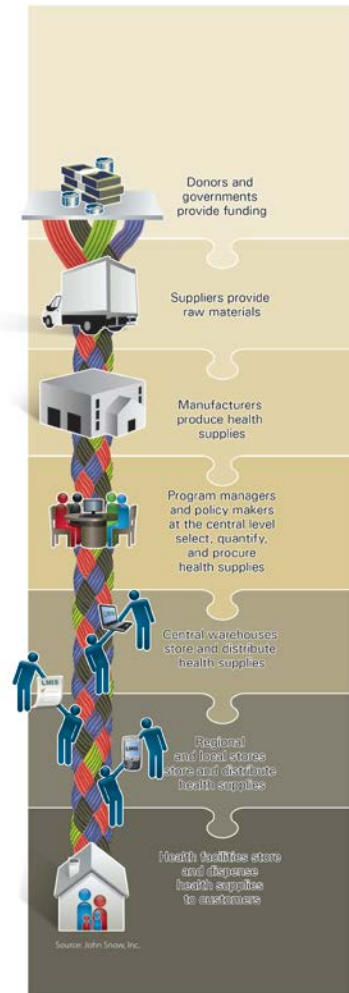 Donors and
governments
provide funding
Suppliers provide
raw materials
Manufacturers
produce health
supplies
Program managers
and policy makers
at the central level
select, quantify,
and procure
health supplies
LMIS
Central warehouses
store and distribute
health supplies
LMIS
Regional
and local stores
store and distribute
health supplies
Health facilities store
and dispense
health supplies
to customers
Source: John Snow, Inc.